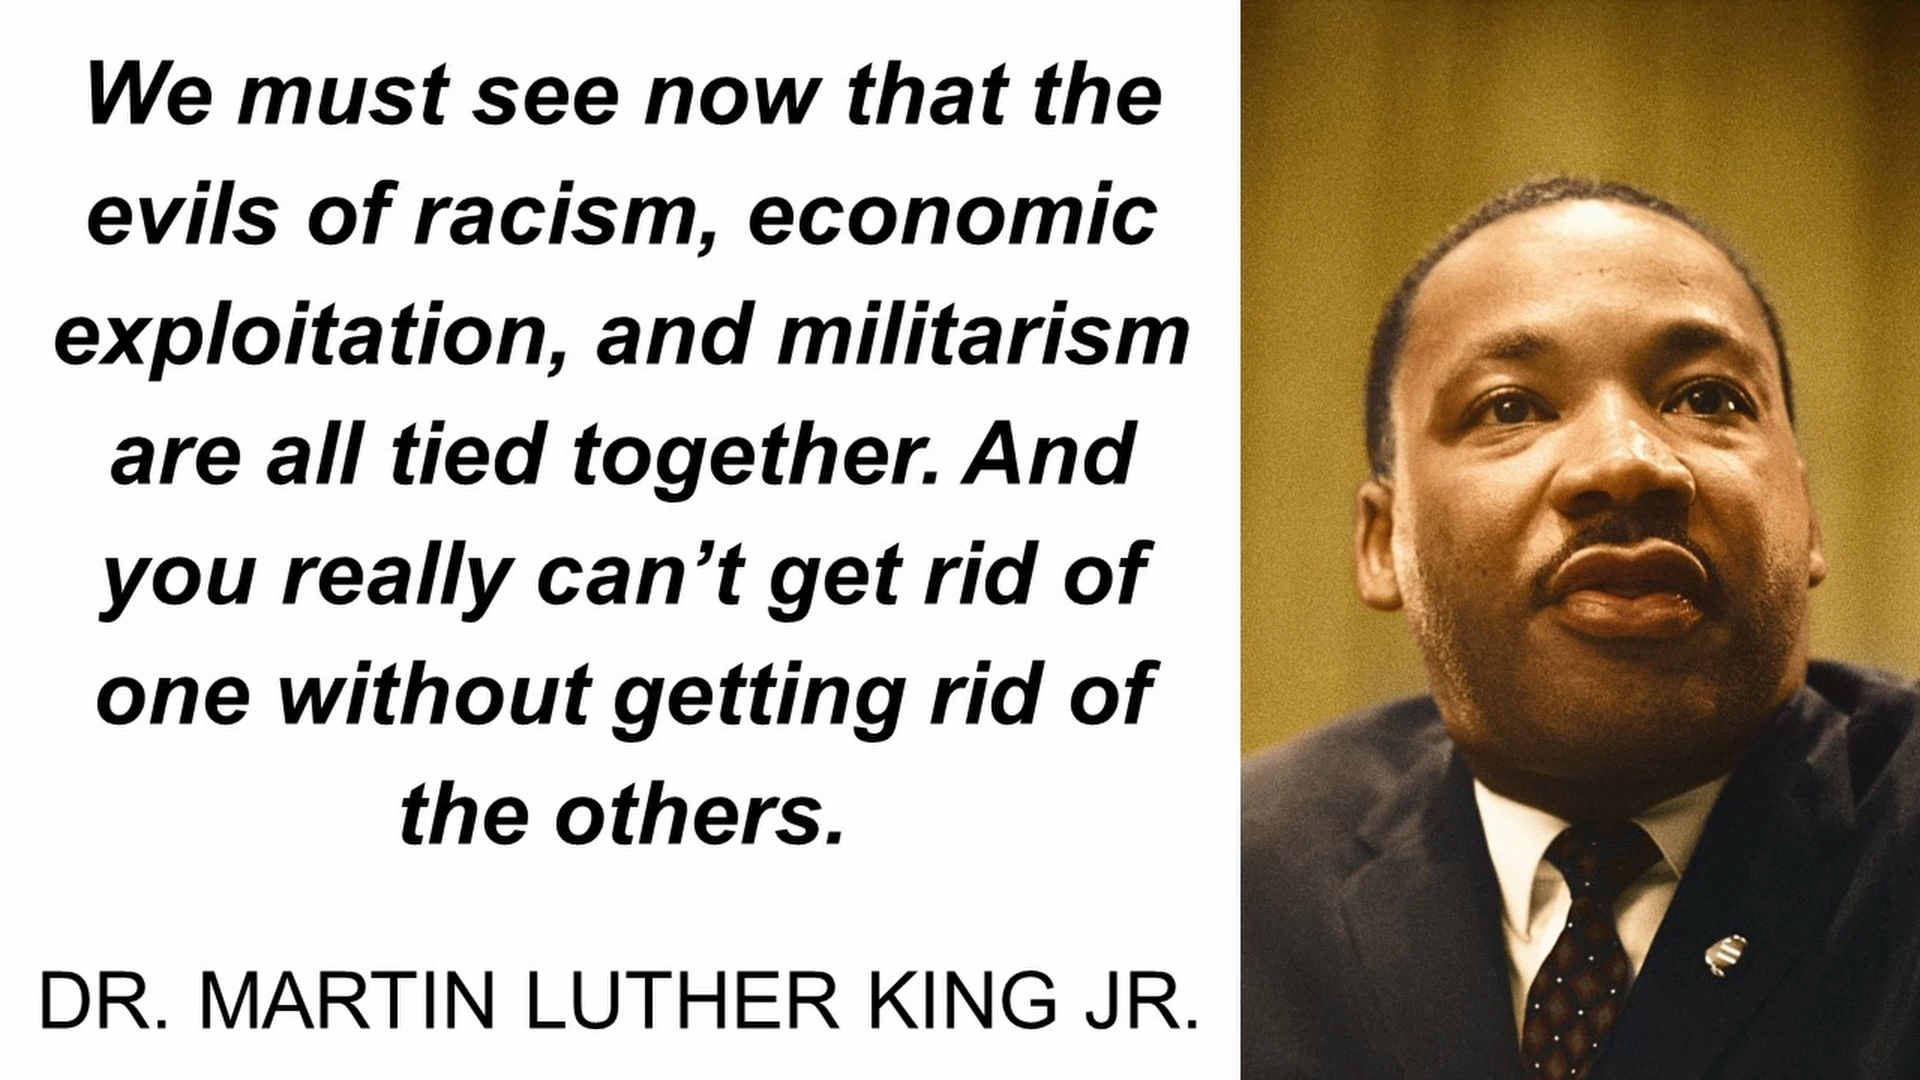 We must see now that the
evils of racism, economic
exploitation, and militarism
are all tied together. And
you really can’t get rid of
one without getting rid of
the others.
DR. MARTIN LUTHER KING JR.